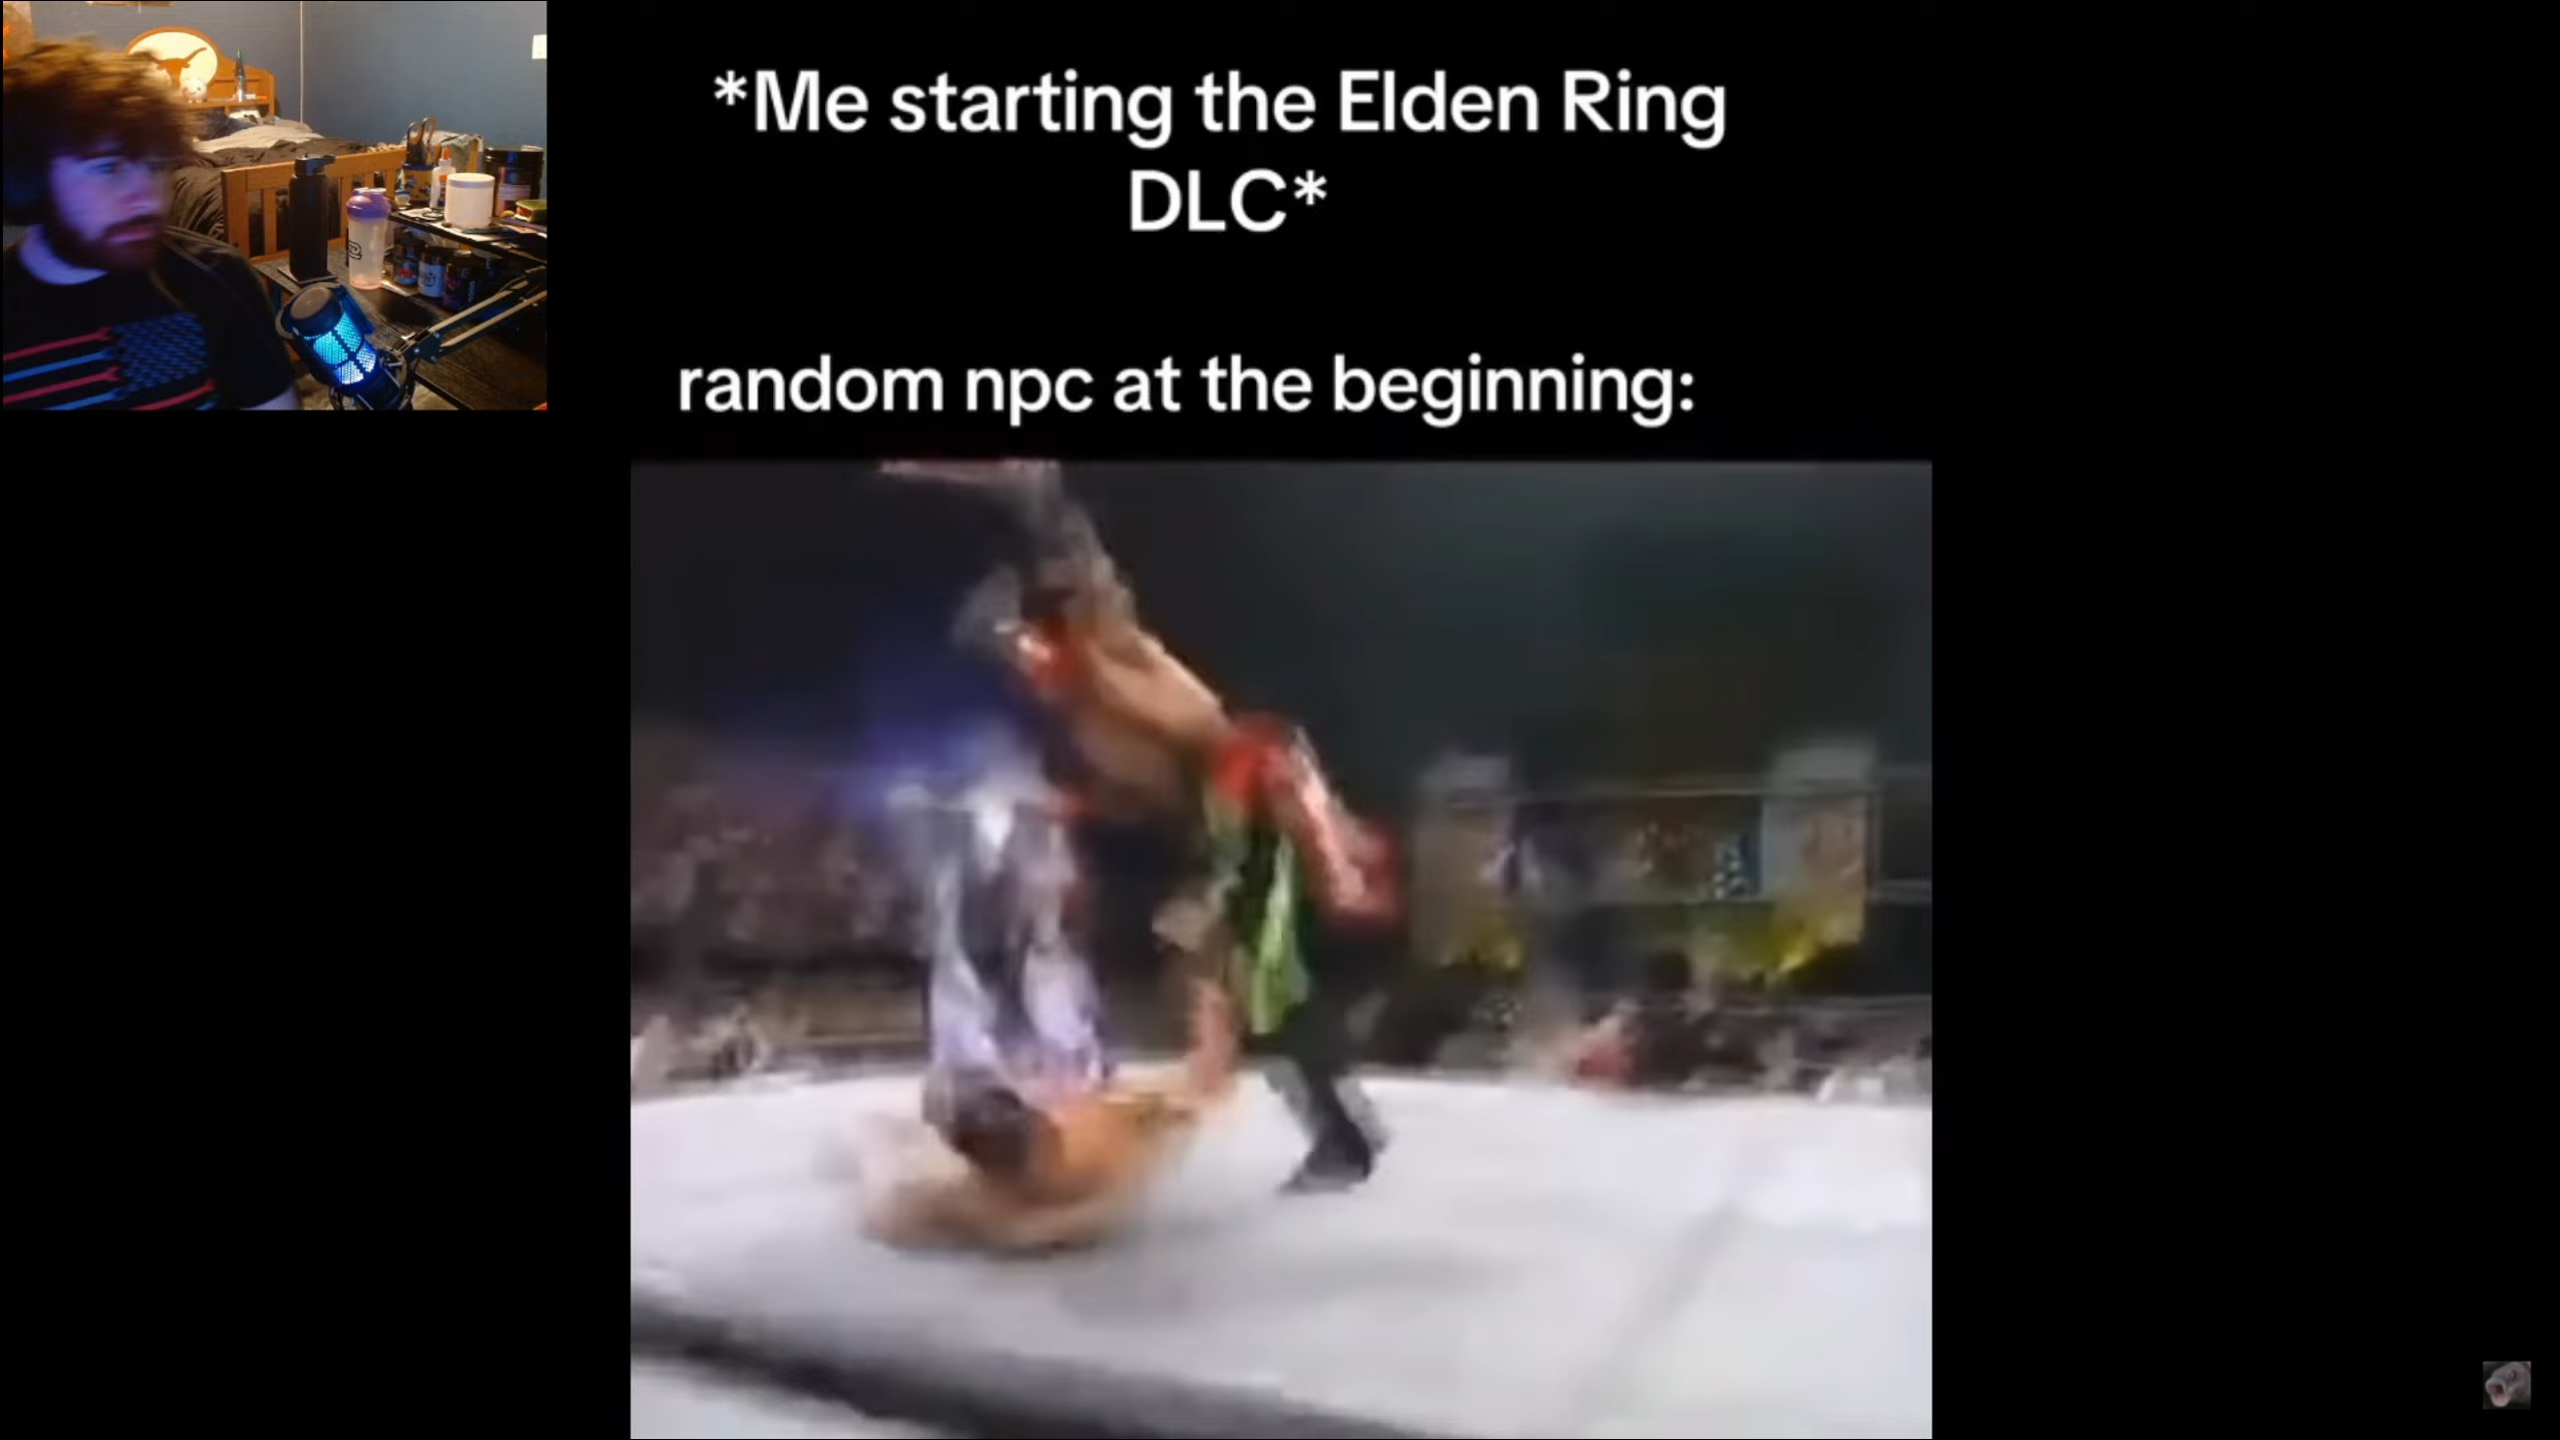 *Me starting the Elden Ring
DLC*
random npc at the beginning: